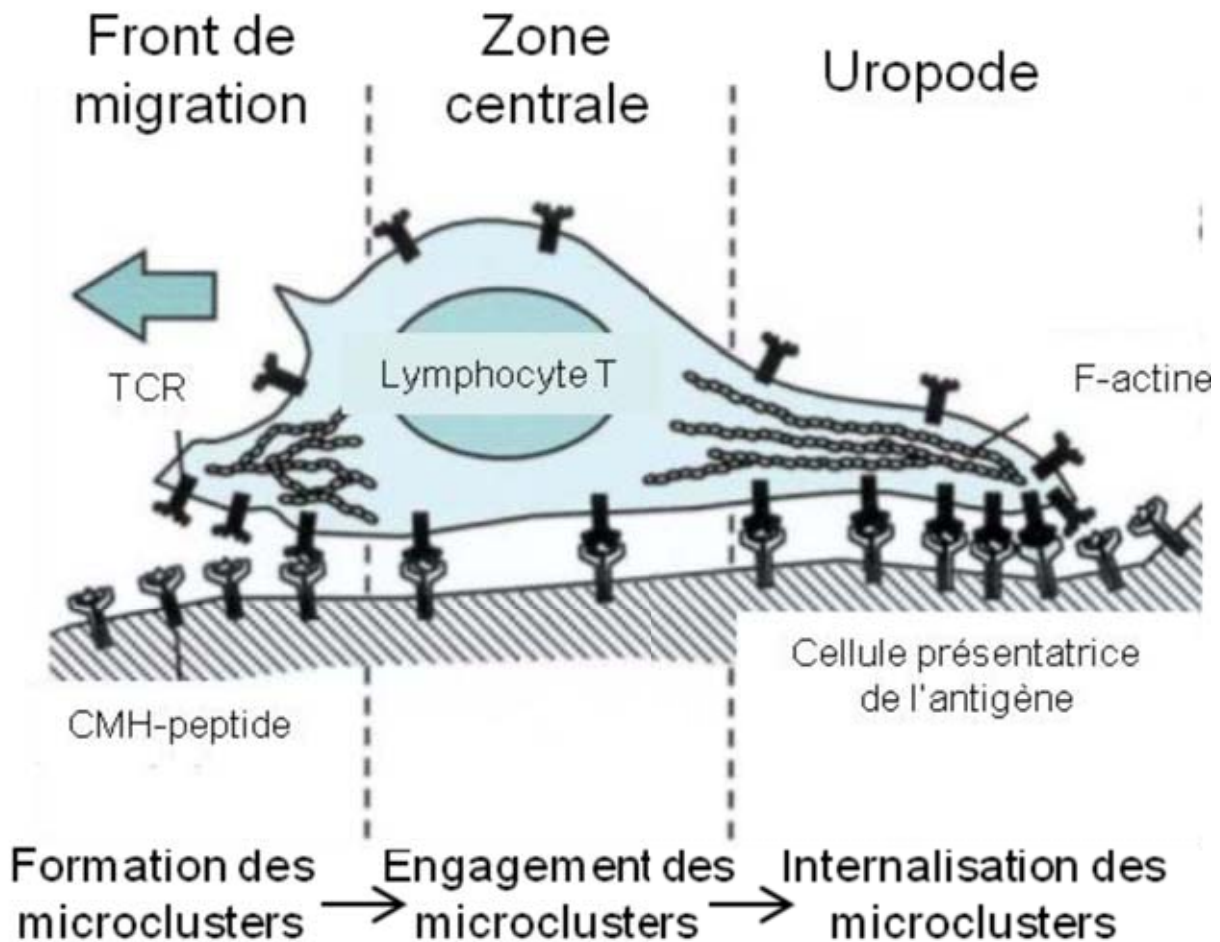 Front de
migration
Zone
centrale
Uropode
TCR
Lymphocyte T
F-actine
CMH-peptide
Cellule présentatrice
de l'antigène
Formation des
microclusters
Engagement des
microclusters
Internalisation des
microclusters